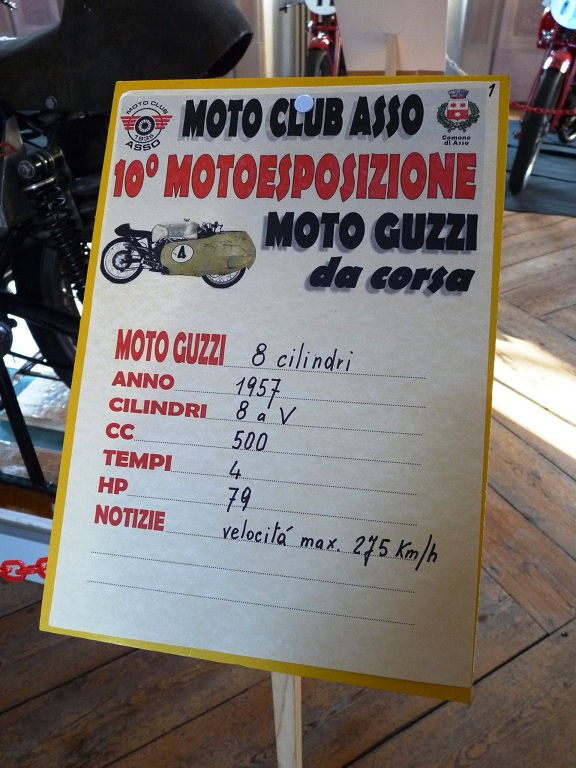 1
MOTO CLUB
1938
ASSO
MOTO CLUB ASSO
Comune
di Asso
10° MOTOESPOSIZIONE
MOTO GUZZI
da corsa
4
MOTO GUZZI 8 cilindri
ANNO 1957
CILINDRI 8 a V
CC 500
TEMPI 4
HP 79
NOTIZIE velocitá max. 275 Km/h